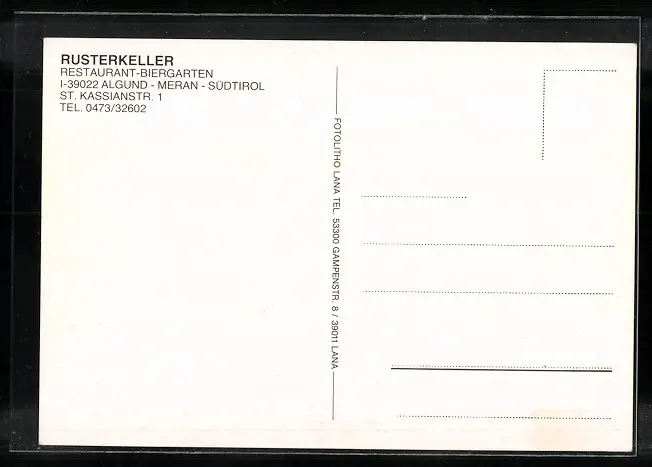 RUSTERKELLER
RESTAURANT-BIERGARTEN
I-39022 ALGUND - MERAN - SÜDTIROL
ST. KASSIANSTR. 1
TEL. 0473/32602
FOTOLITHO LANA TEL. 53300 GAMPENSTR. 8 / 39011 LANA